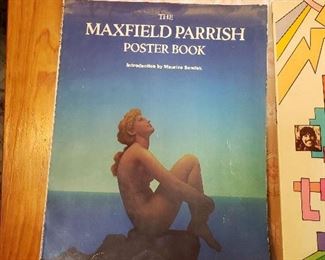 THE
MAXFIELD PARRISH
POSTER BOOK
Introduction by Maurice Sendak